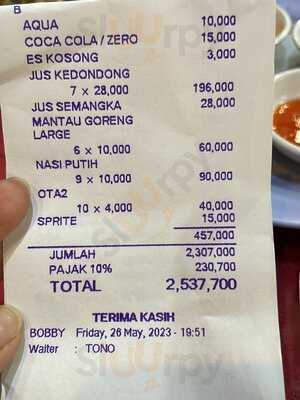 B
AQUA 10,000
COCA COLA / ZERO 15,000
ES KOSONG 3,000
JUS KEDONDONG
7 x 28,000 196,000
JUS SEMANGKA 28,000
MANTAU GORENG
LARGE
6 x 10,000 60,000
NASI PUTIH
9 x 10,000 90,000
OTA2
10 x 4,000 40,000
SPRITE 15,000
457,000
JUMLAH 2,307,000
PAJAK 10% 230,700
TOTAL 2,537,700
TERIMA KASIH
BOBBY Friday, 26 May, 2023 - 19:51
Waiter : TONO
sluurpy
sluurpy
sluurpy